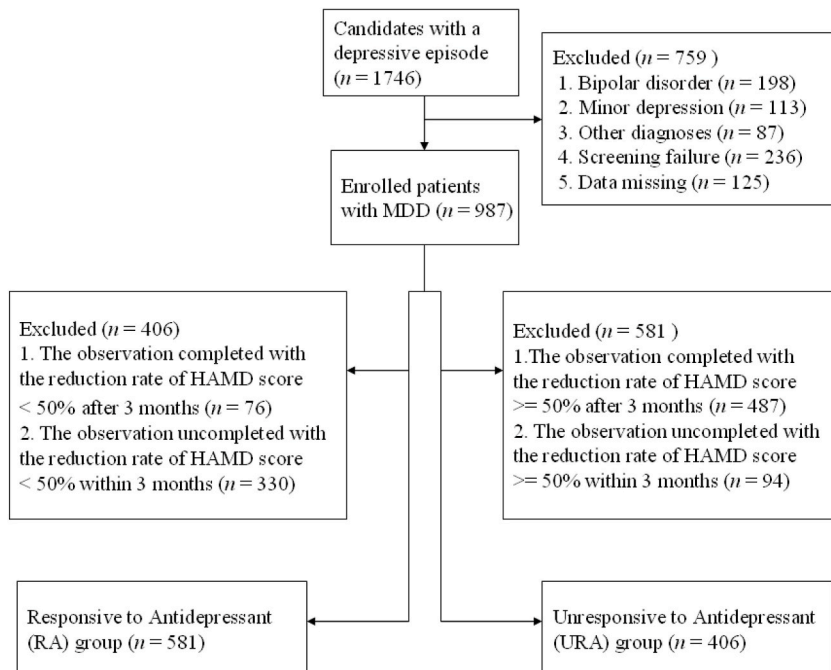 Candidates with a
depressive episode
(n = 1746)
Excluded (n = 759 )
1. Bipolar disorder (n = 198)
2. Minor depression (n = 113)
3. Other diagnoses (n = 87)
4. Screening failure (n = 236)
5. Data missing (n = 125)
Enrolled patients
with MDD (n = 987)
Excluded (n = 406)
1. The observation completed with
the reduction rate of HAMD score
< 50% after 3 months (n = 76)
2. The observation uncompleted with
the reduction rate of HAMD score
< 50% within 3 months (n = 330)
Excluded (n = 581 )
1.The observation completed with
the reduction rate of HAMD score
>= 50% after 3 months (n = 487)
2. The observation uncompleted with
the reduction rate of HAMD score
>= 50% within 3 months (n = 94)
Responsive to Antidepressant
(RA) group (n = 581)
Unresponsive to Antidepressant
(URA) group (n = 406)